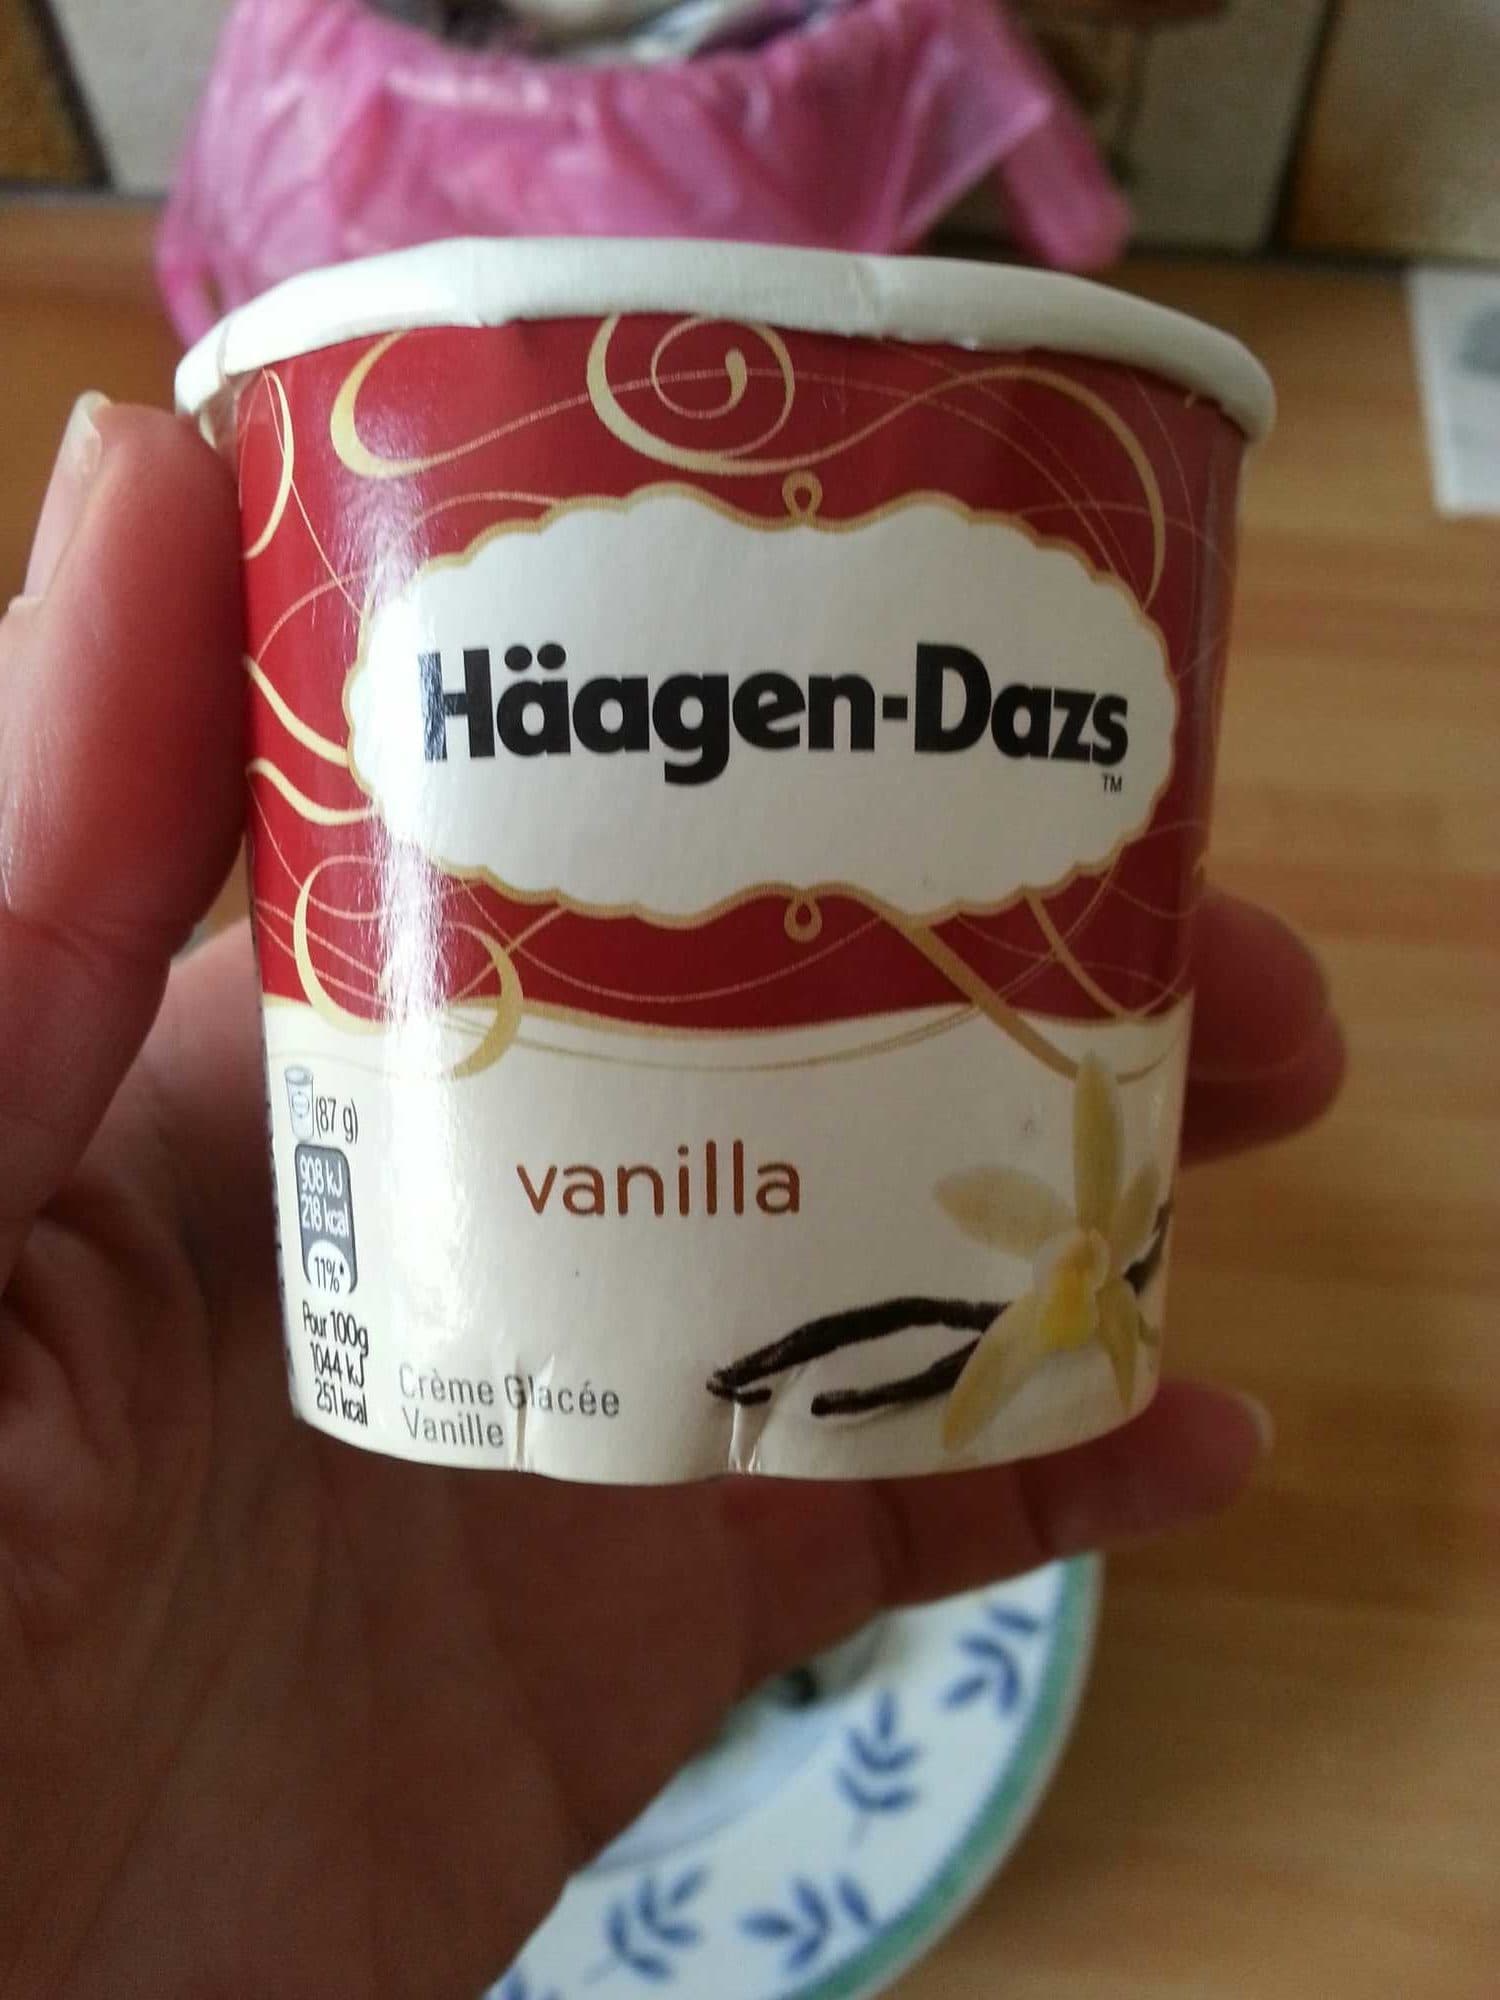 Häagen-Dazs
TM
vanilla
(87 g)
908 kJ
218 kcal
11%*
Pour 100g
1044 kJ
251 kcal
Crème Glacée
Vanille